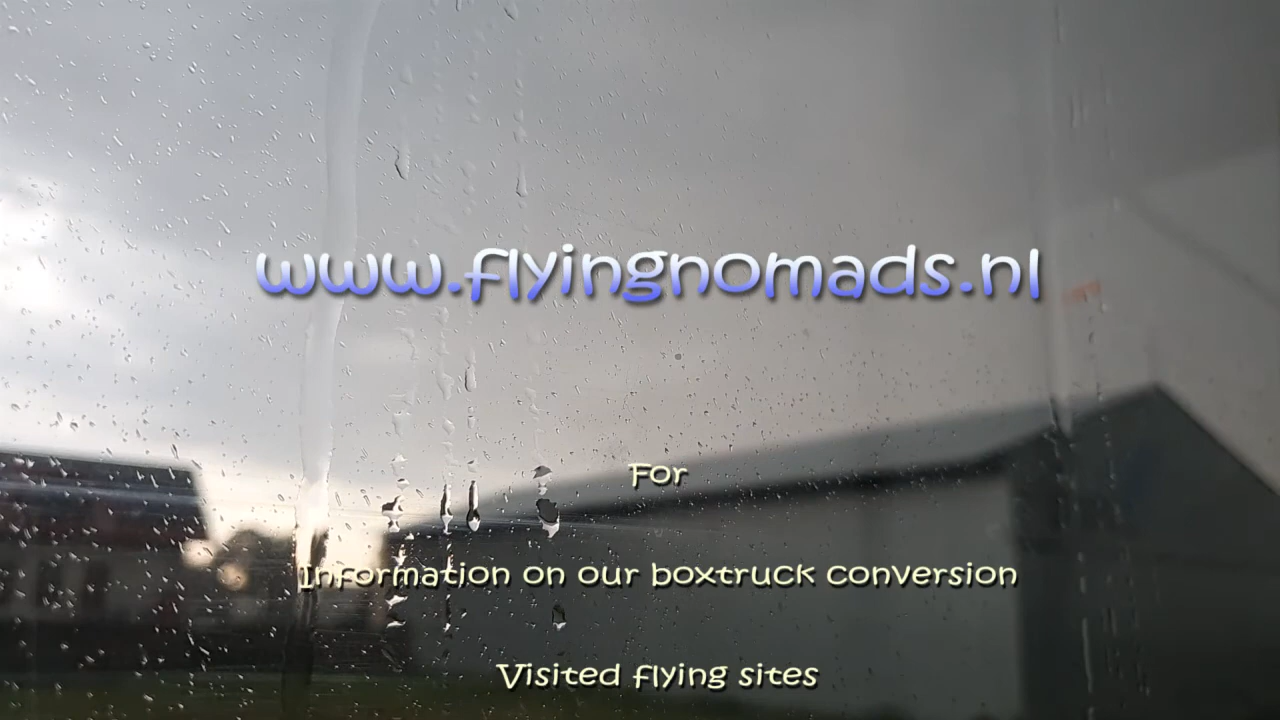 www.flyingnomads.nl
For
Information on our boxtruck conversion
Visited flying sites